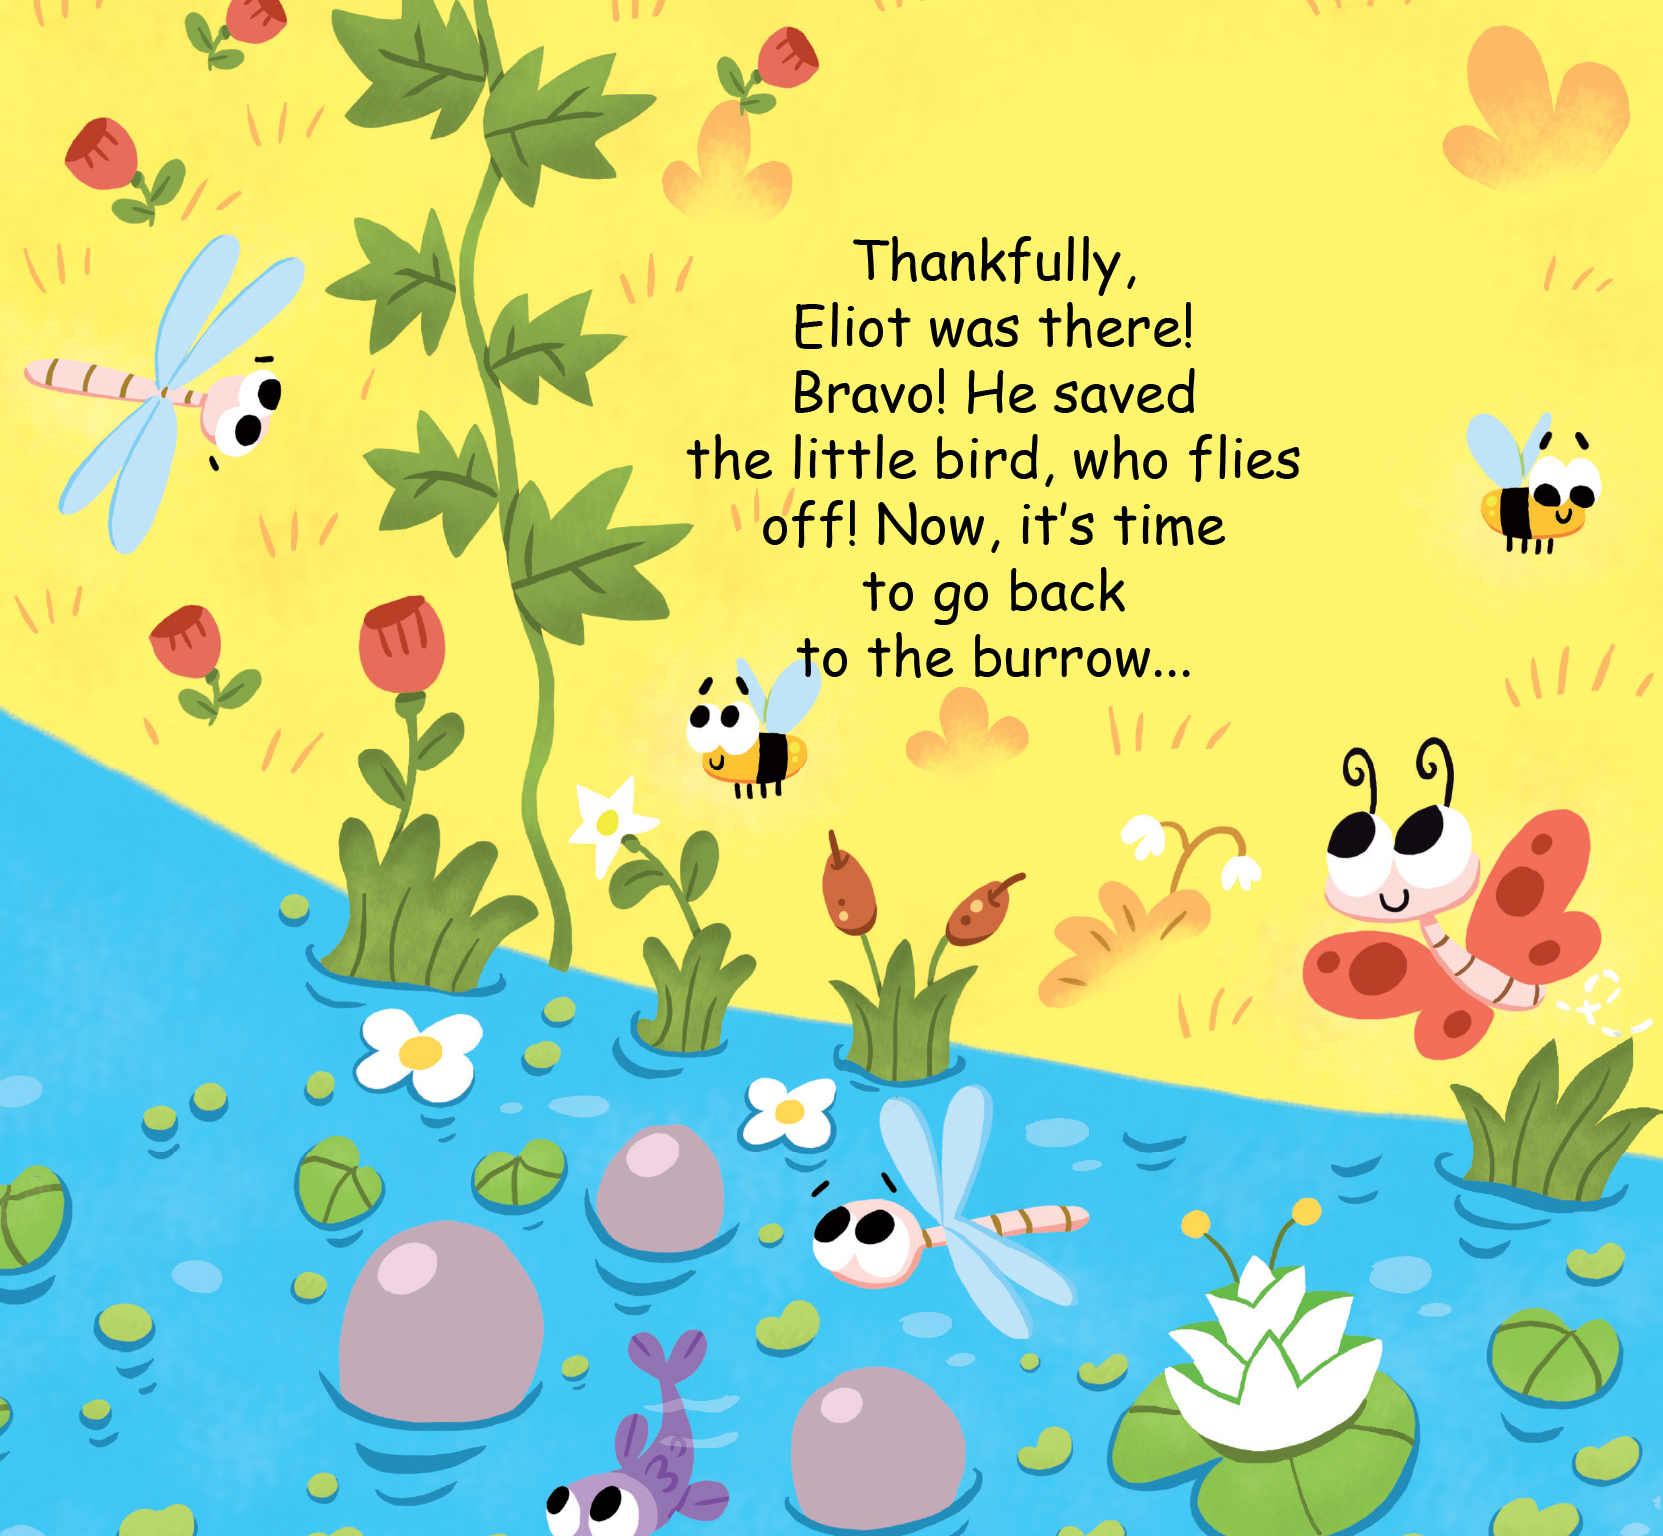 Thankfully,
Eliot was there!
Bravo! He saved
the little bird, who flies
off! Now, it’s time
to go back
to the burrow...